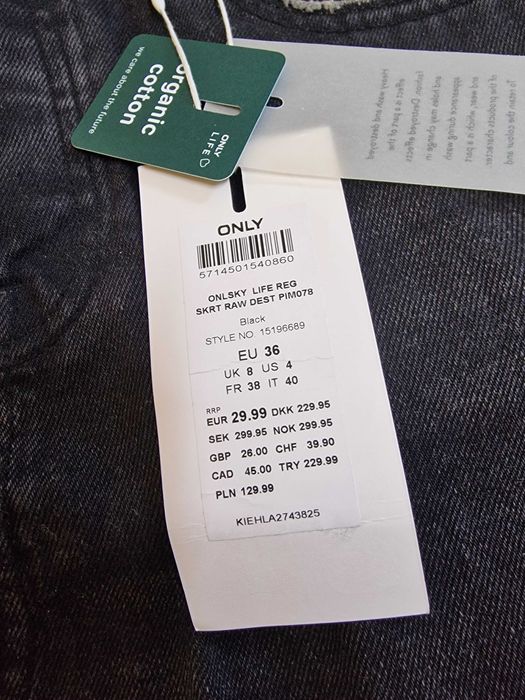 organic
cotton
we care about the future
ONLY
LIFE
ONLY
5714501540860
ONLSKY LIFE REG
SKRT RAW DEST PIM078
Black
STYLE NO. 15196689
EU 36
UK 8 US 4
FR 38 IT 40
RRP
EUR 29.99 DKK 229.95
SEK 299.95 NOK 299.95
GBP 26.00 CHF 39.90
CAD 45.00 TRY 229.99
PLN 129.99
KIEHLA2743825